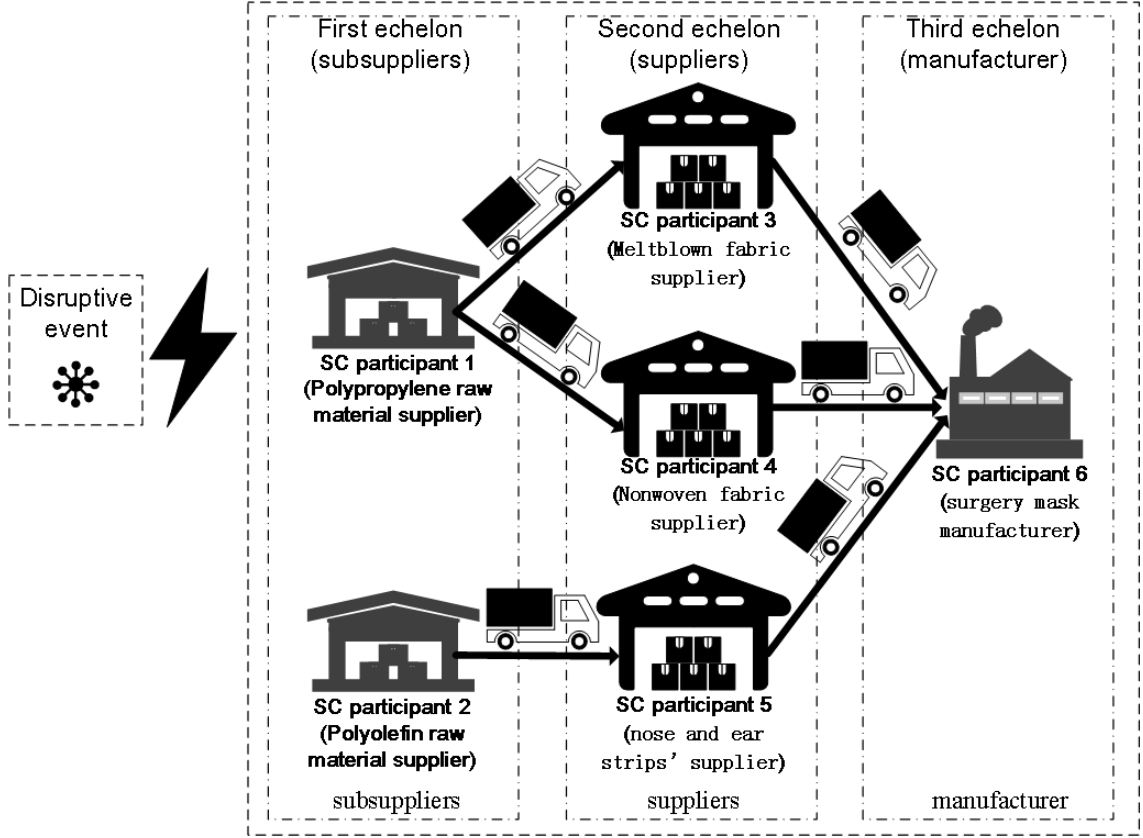 First echelon
(subsuppliers)
Second echelon
(suppliers)
Third echelon
(manufacturer)
Disruptive
event
SC participant 1
(Polypropylene raw
material supplier)
SC participant 2
(Polyolefin raw
material supplier)
SC participant 3
(Meltblown fabric
supplier)
SC participant 4
(Nonwoven fabric
supplier)
SC participant 5
(nose and ear
strips’ supplier)
SC participant 6
(surgery mask
manufacturer)
subsuppliers
suppliers
manufacturer